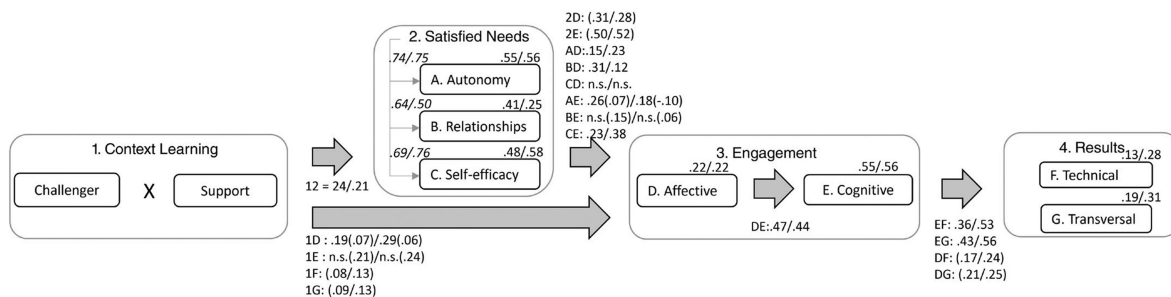 1. Context Learning
Challenger
X
Support
12 = 24/.21
2. Satisfied Needs
.74/.75
.55/.56
A. Autonomy
.64/.50
.41/.25
B. Relationships
.69/.76
.48/.58
C. Self-efficacy
2D: (.31/.28)
2E: (.50/.52)
AD:.15/.23
BD: .31/.12
CD: n.s./n.s.
AE: .26(.07)/.18(-.10)
BE: n.s.(.15)/n.s.(.06)
CE: .23/.38
1D : .19(.07)/.29(.06)
1E : n.s.(.21)/n.s.(.24)
1F: (.08/.13)
1G: (.09/.13)
3. Engagement
.22/.22
.55/.56
D. Affective
E. Cognitive
DE:.47/.44
EF: .36/.53
EG: .43/.56
DF: (.17/.24)
DG: (.21/.25)
4. Results
.13/.28
F. Technical
.19/.31
G. Transversal